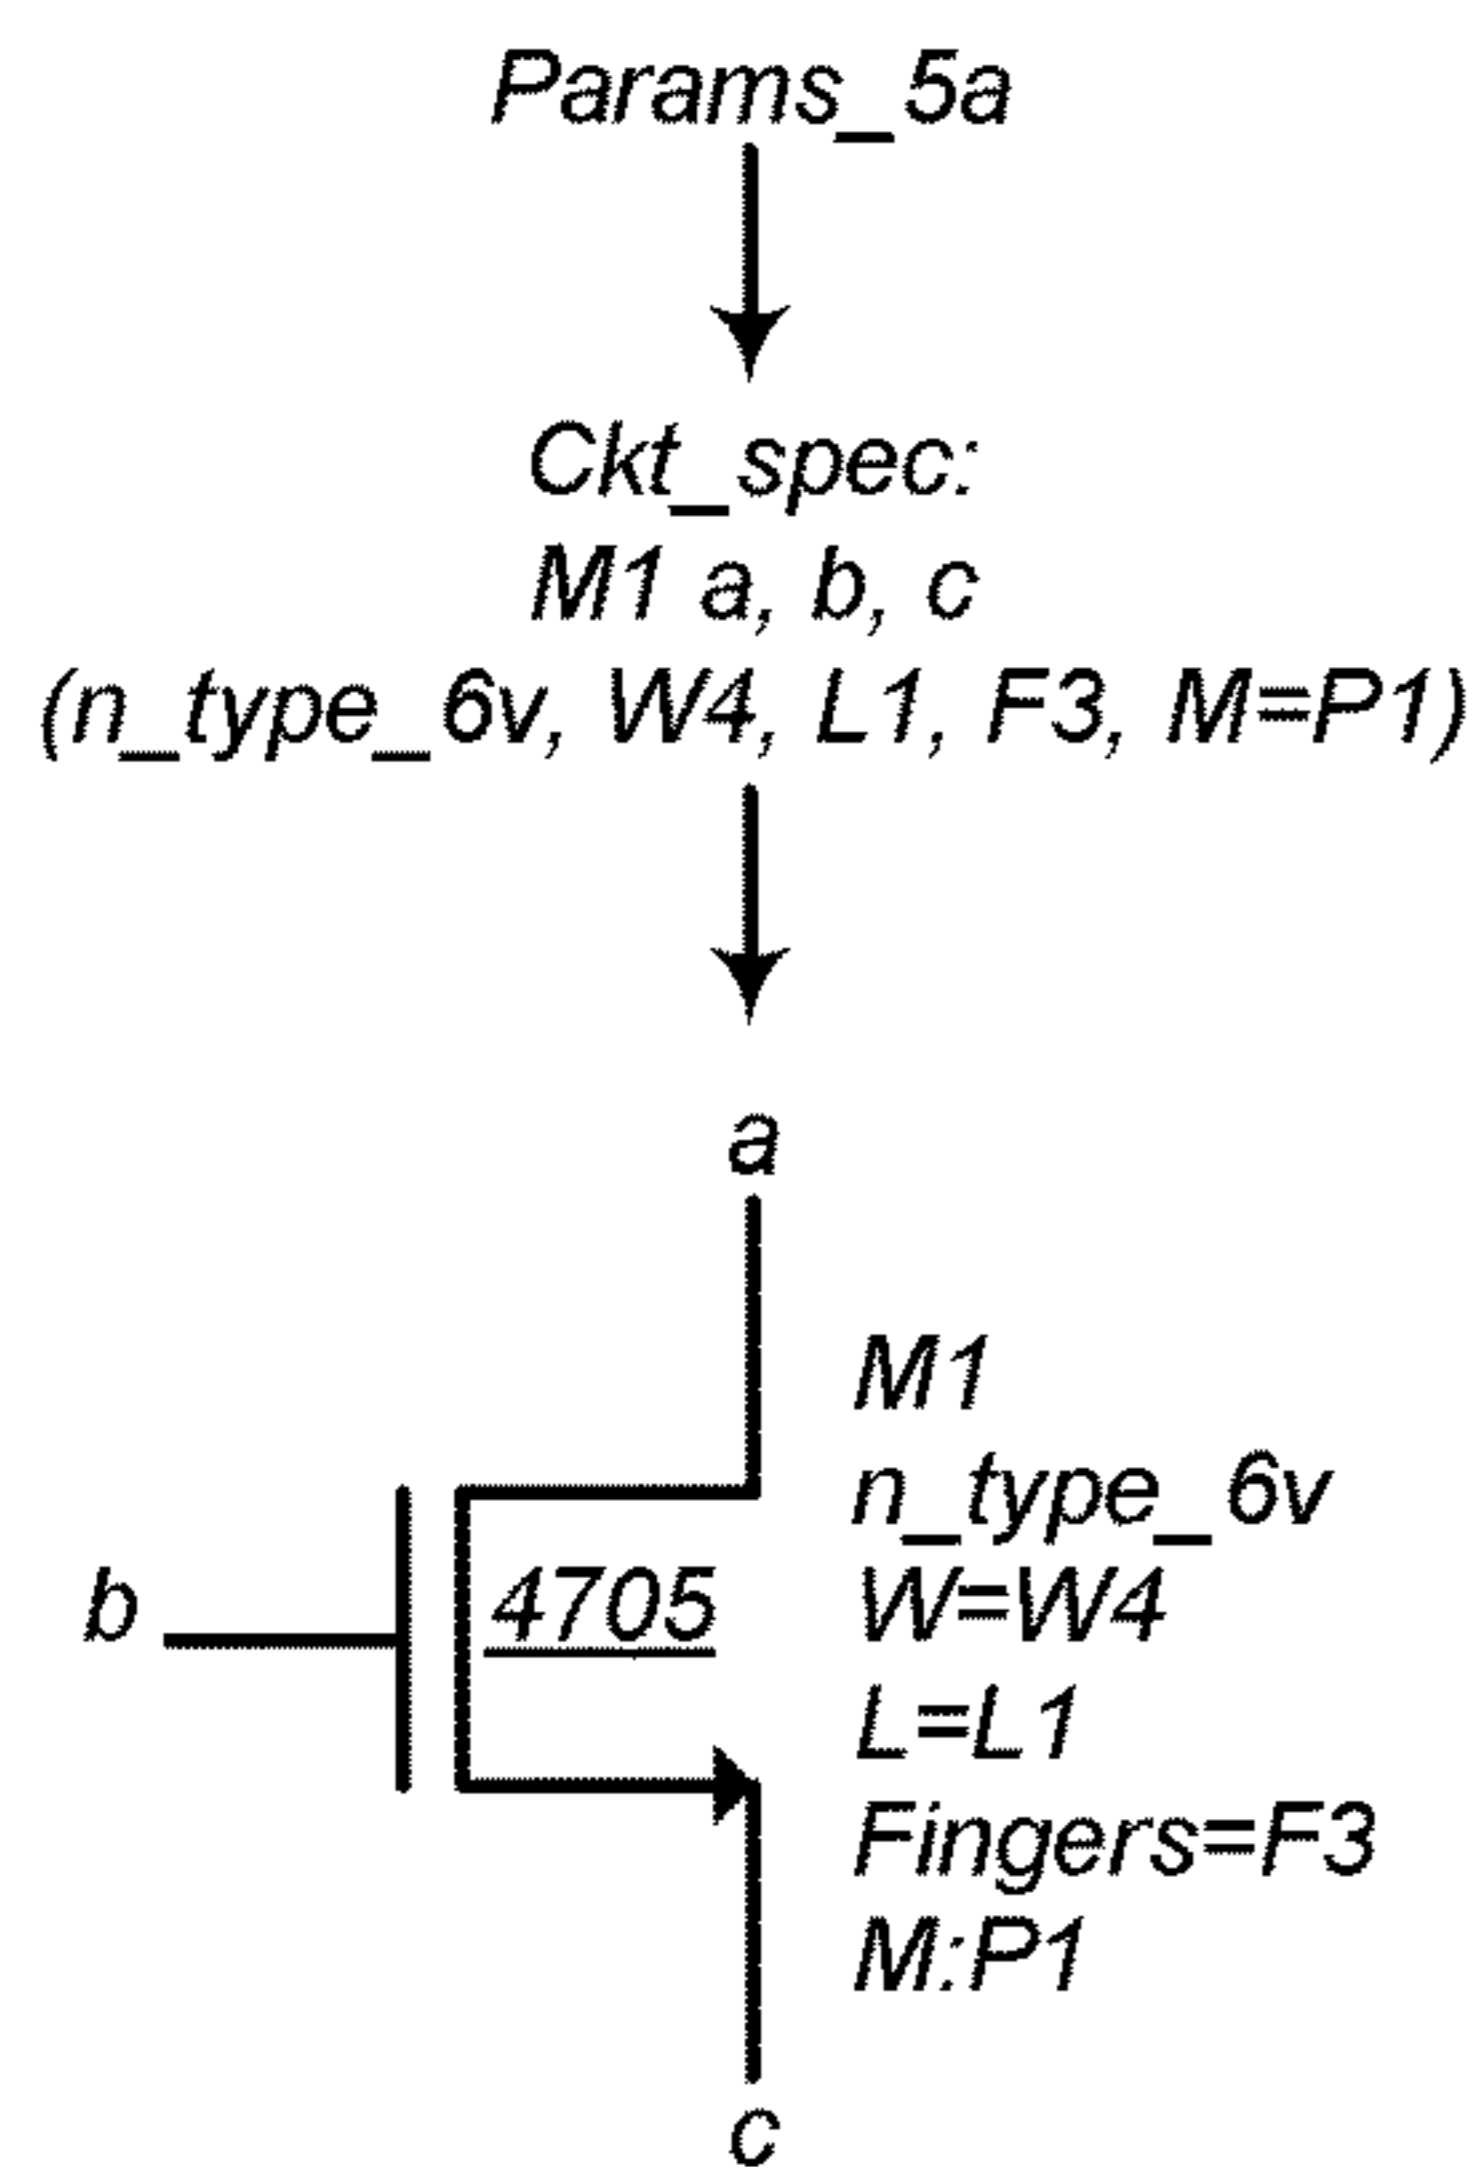 Params_5a
Ckt_spec:
M1 a, b, c
(n_type_6v, W4, L1, F3, M=P1)
a
M1
n_type_6v
b
4705
W=W4
L=L1
Fingers=F3
M:P1
c